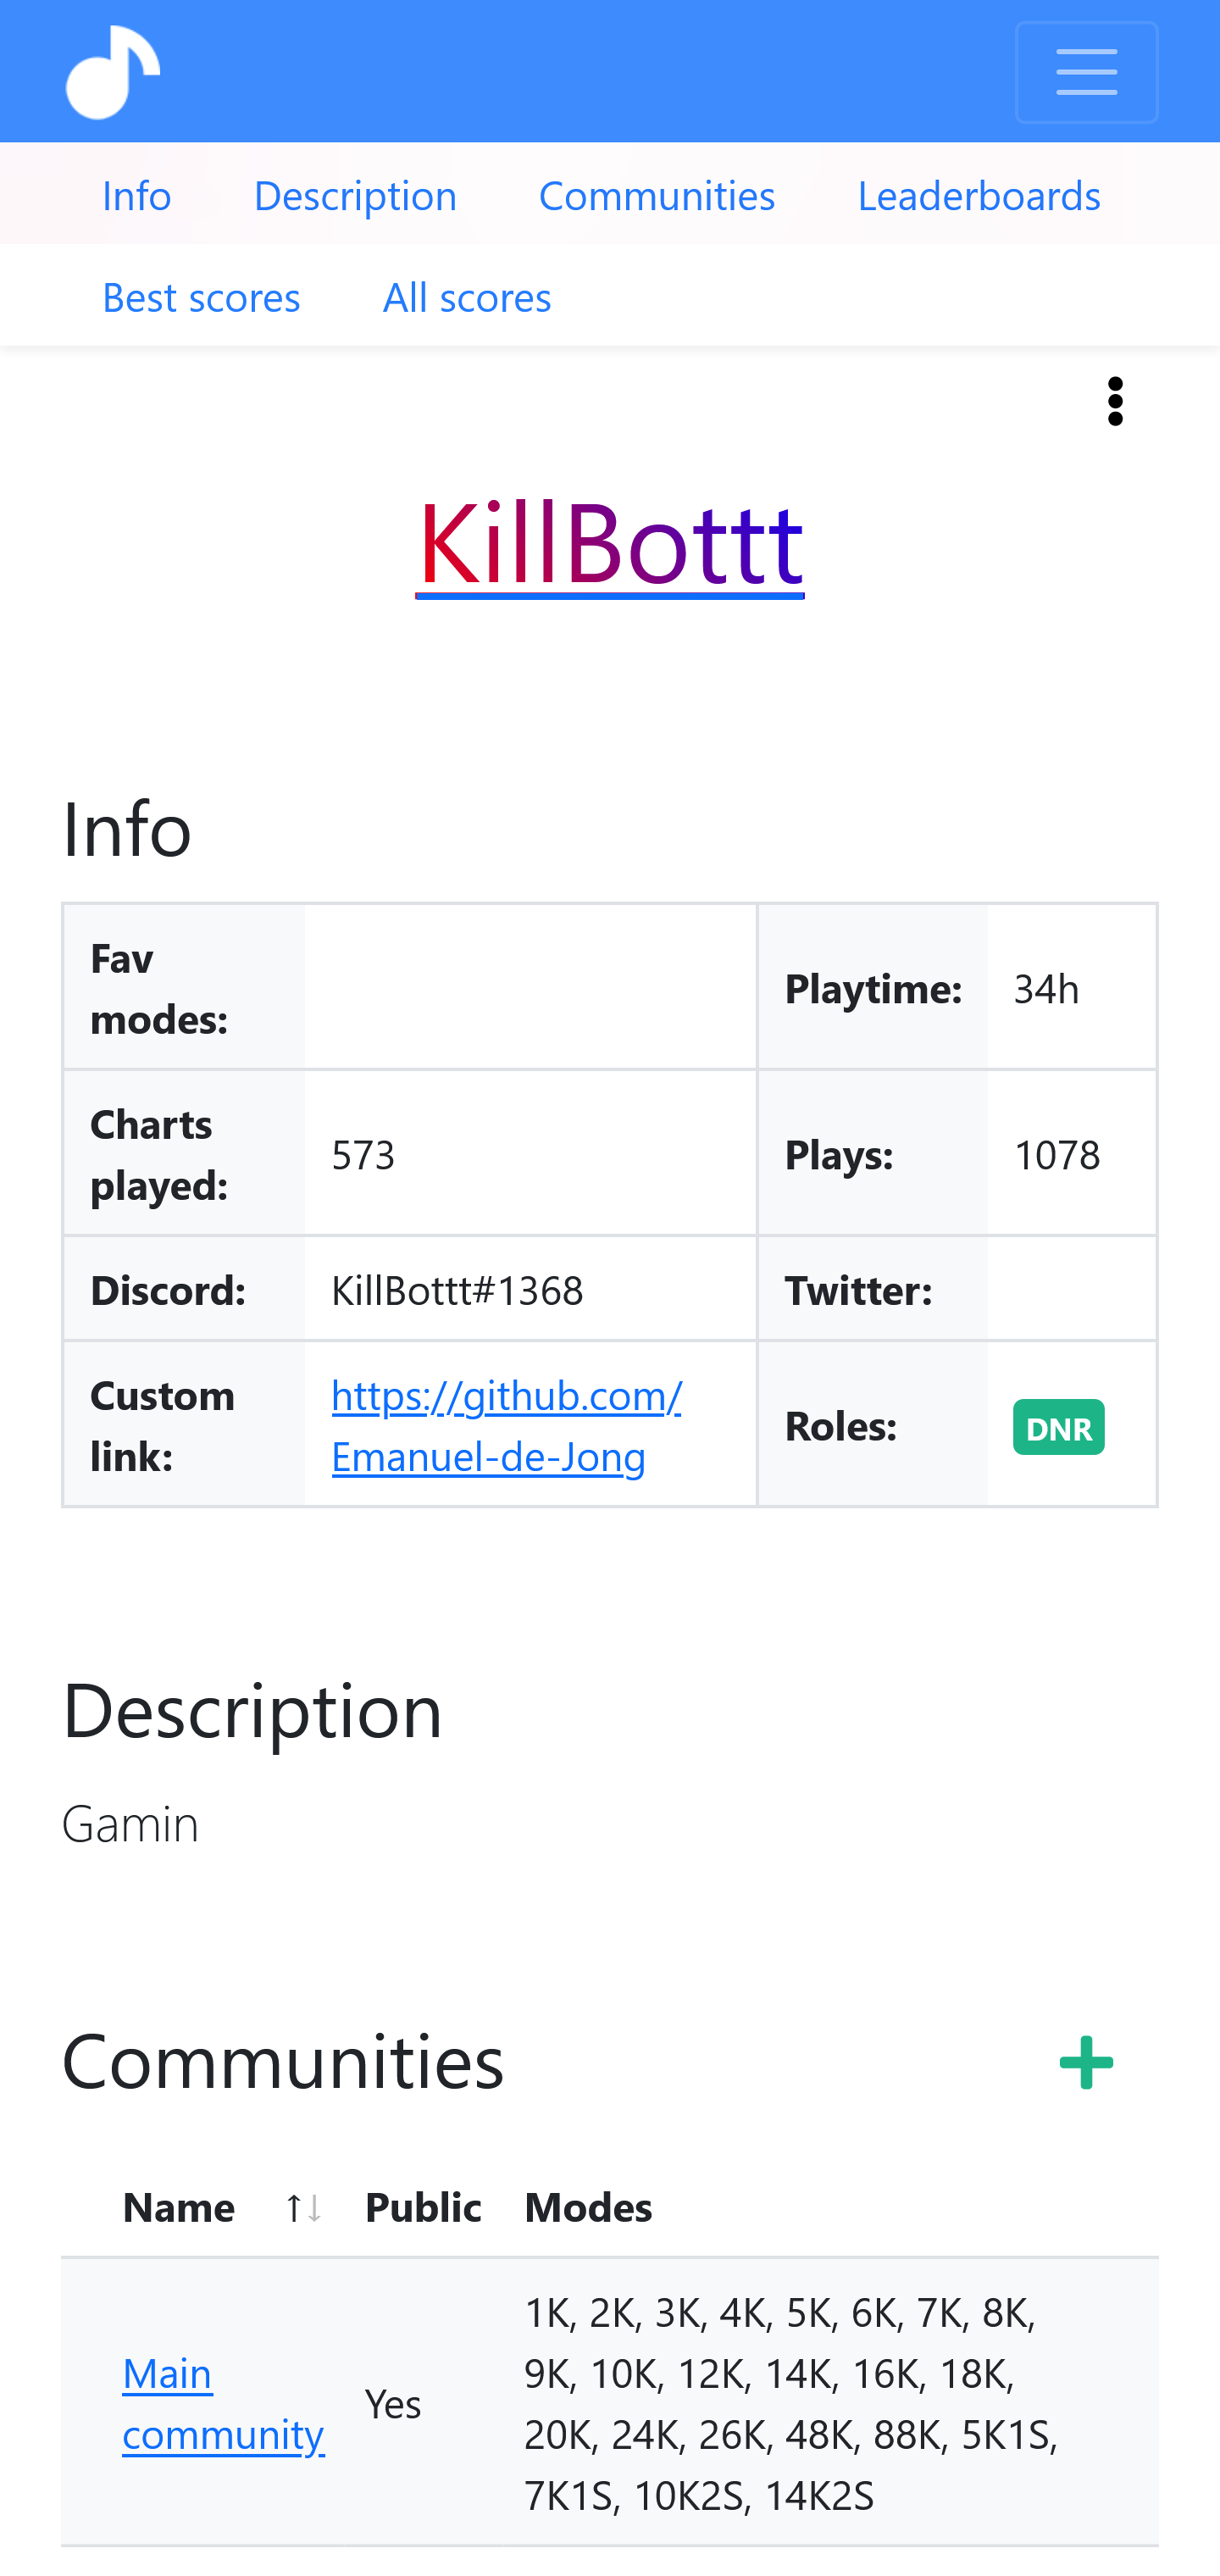 Info Description Communities Leaderboards
Best scores All scores
KillBottt
Info
Fav modes: Playtime: 34h
Charts played: 573 Plays: 1078
Discord: KillBottt#1368 Twitter:
Custom link: https://github.com/Emanuel-de-Jong Roles: DNR
Description
Gamin
Communities
Name ↑↓ Public Modes
Main community Yes
1K, 2K, 3K, 4K, 5K, 6K, 7K, 8K,
9K, 10K, 12K, 14K, 16K, 18K,
20K, 24K, 26K, 48K, 88K, 5K1S,
7K1S, 10K2S, 14K2S